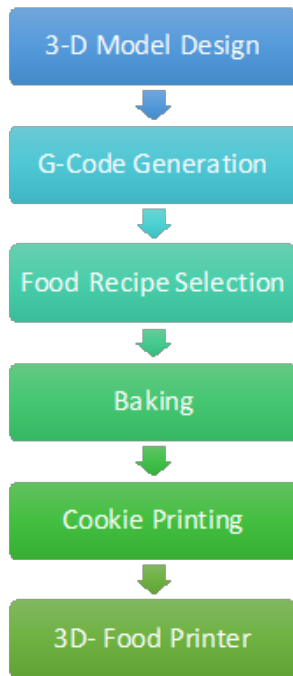 3-D Model Design
G-Code Generation
Food Recipe Selection
Baking
Cookie Printing
3D- Food Printer